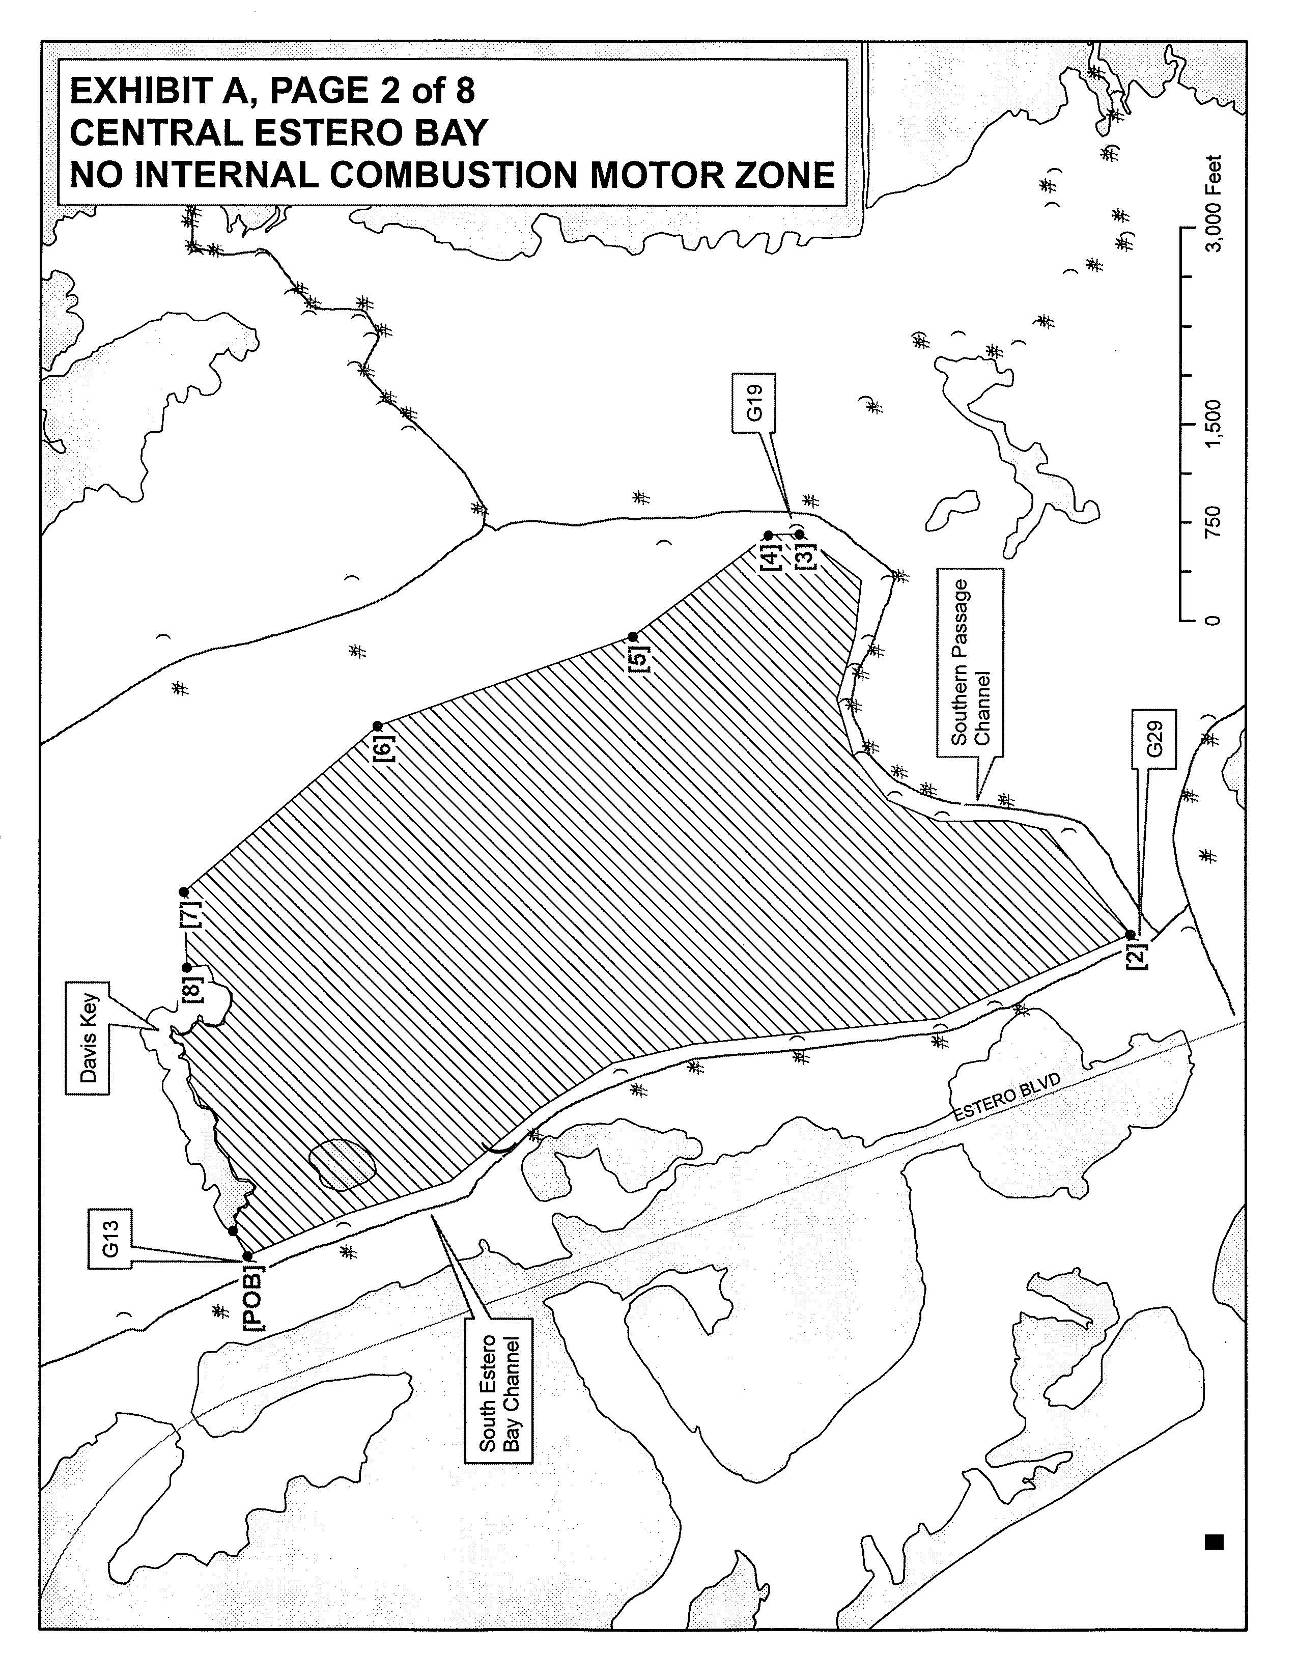 EXHIBIT A, PAGE 2 of 8
CENTRAL ESTERO BAY
NO INTERNAL COMBUSTION MOTOR ZONE
3,000 Feet
1,500
750
0
G19
[4]
[3]
[5]
[6]
[7]
[8]
Southern Passage
Channel
G29
[2]
Davis Key
G13
[POB]
ESTERO BLVD
South Estero
Bay Channel